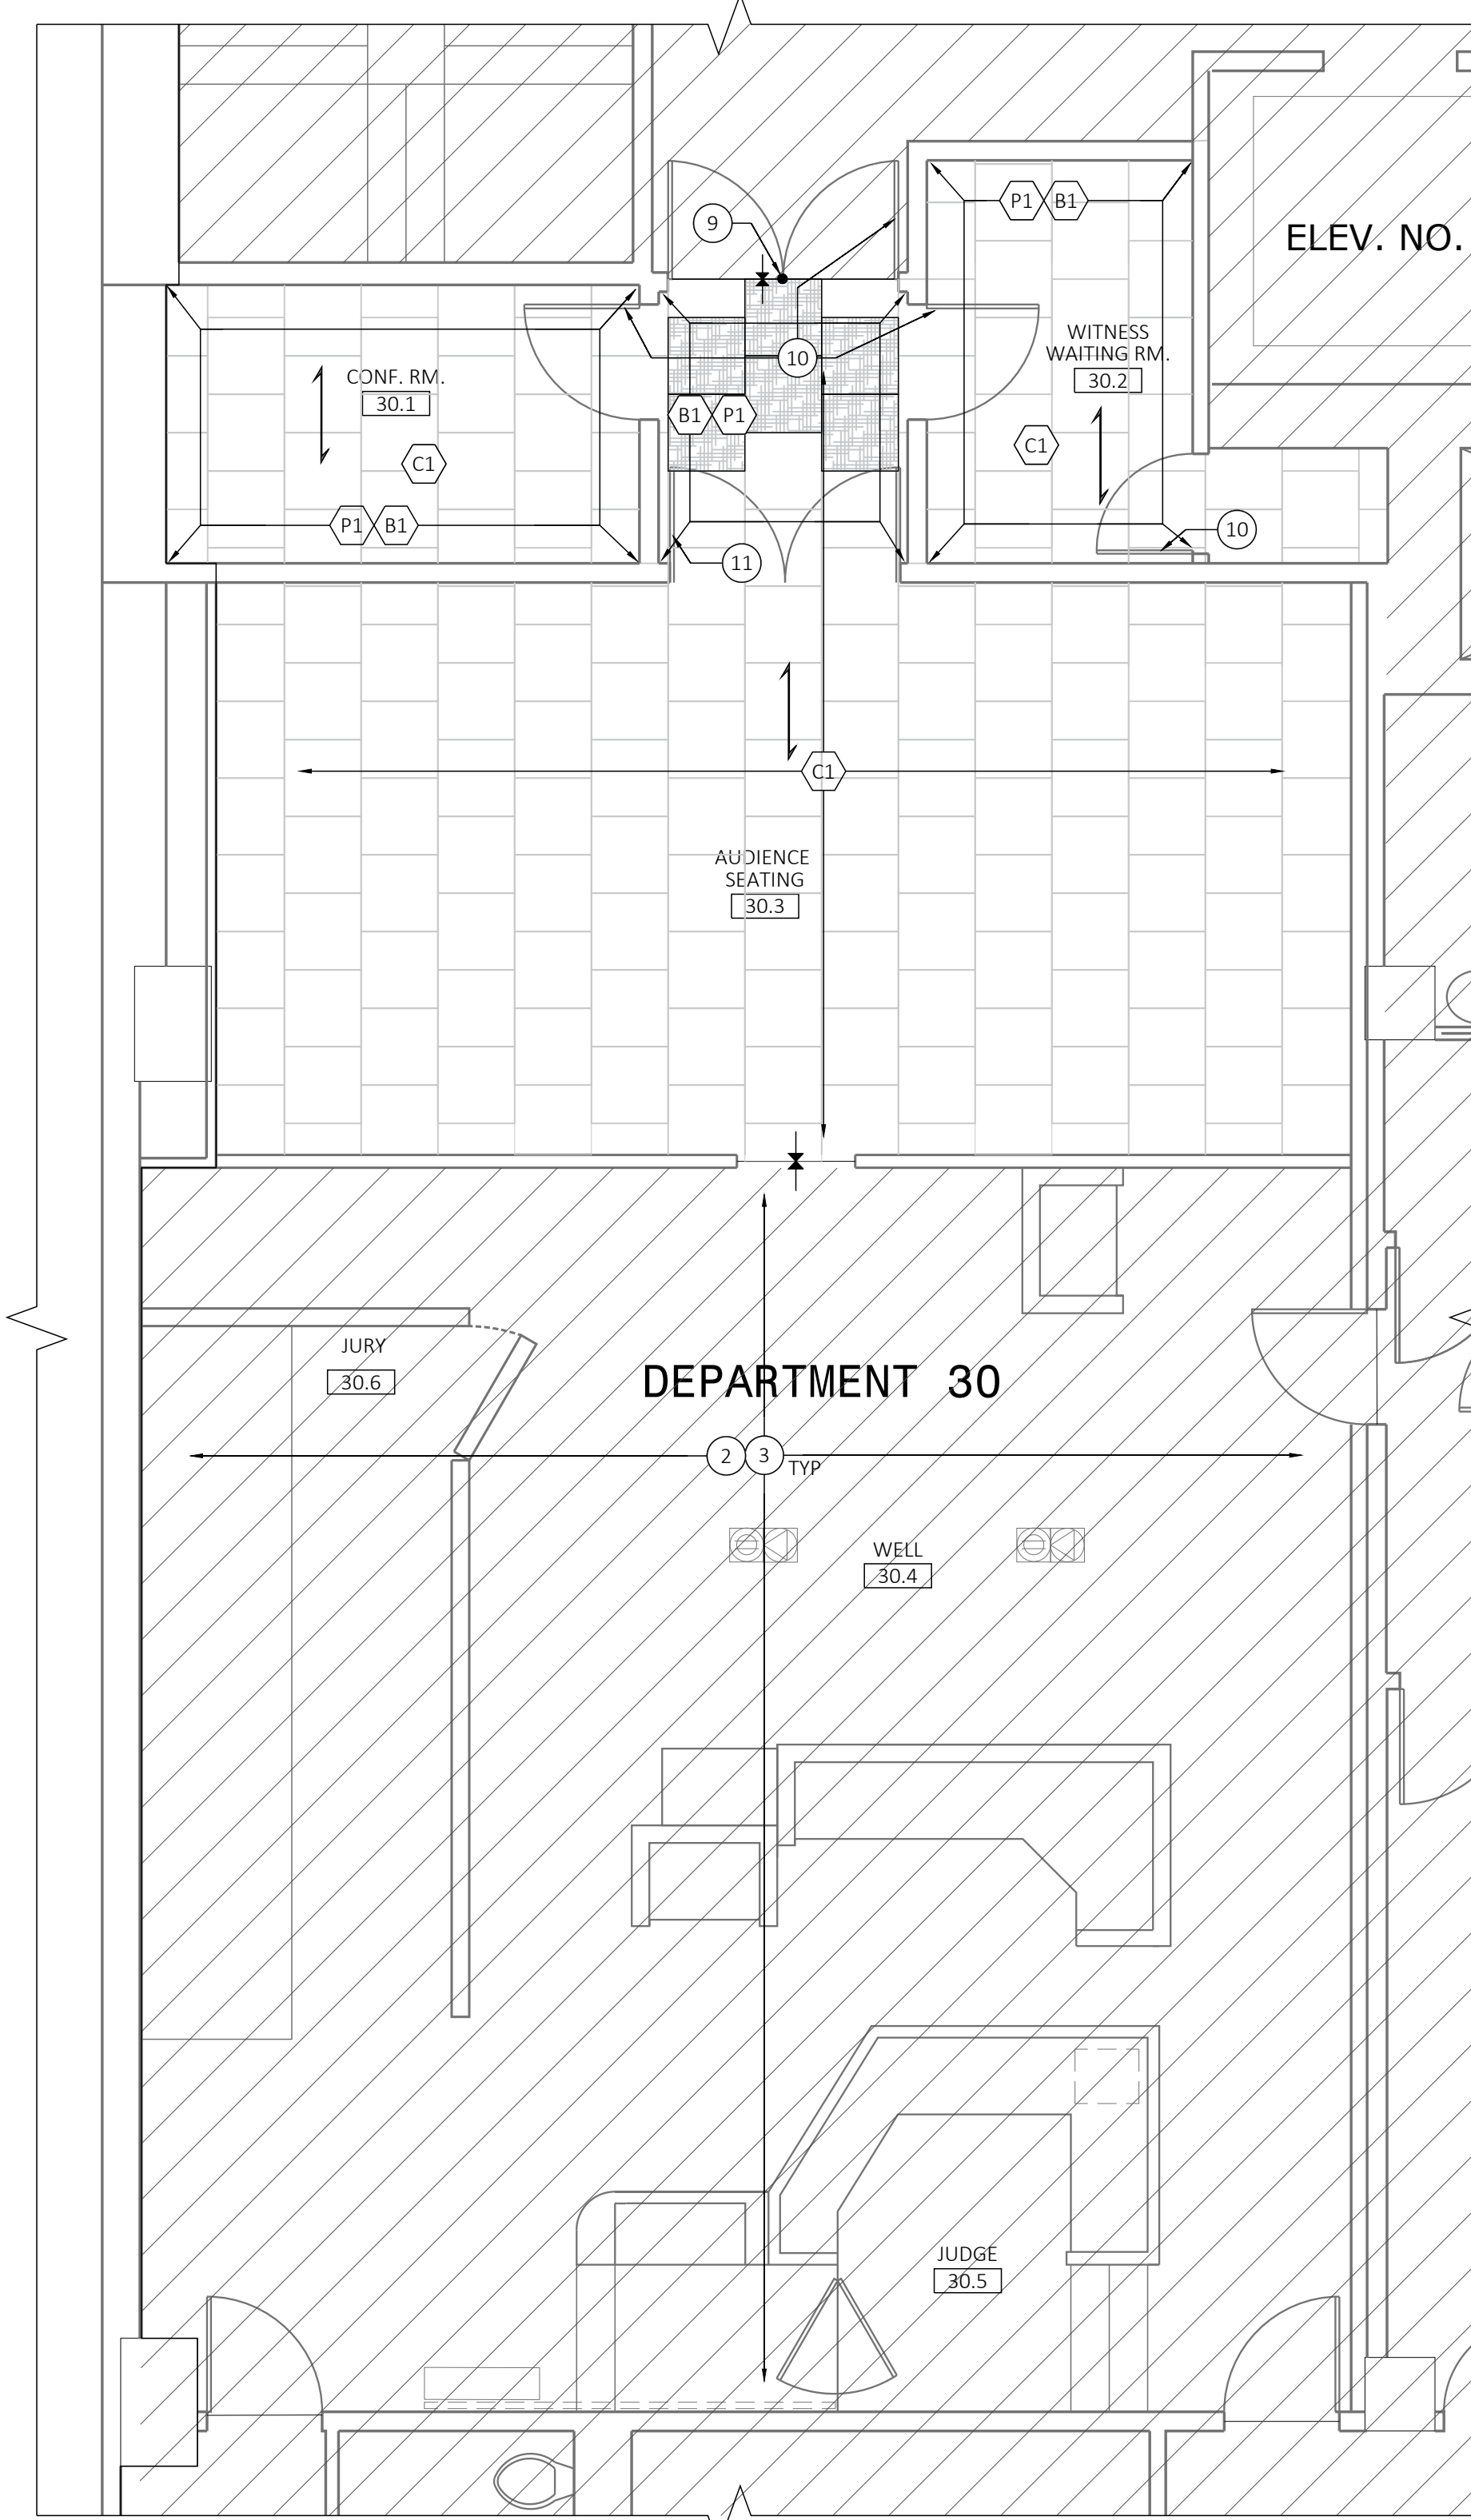 P1 B1
9
ELEV. NO.
WITNESS
WAITING RM.
30.2
10
CONF. RM.
30.1
B1 P1
C1
C1
P1 B1
10
11
C1
AUDIENCE
SEATING
30.3
JURY
30.6
DEPARTMENT 30
2 3 TYP
WELL
30.4
JUDGE
30.5